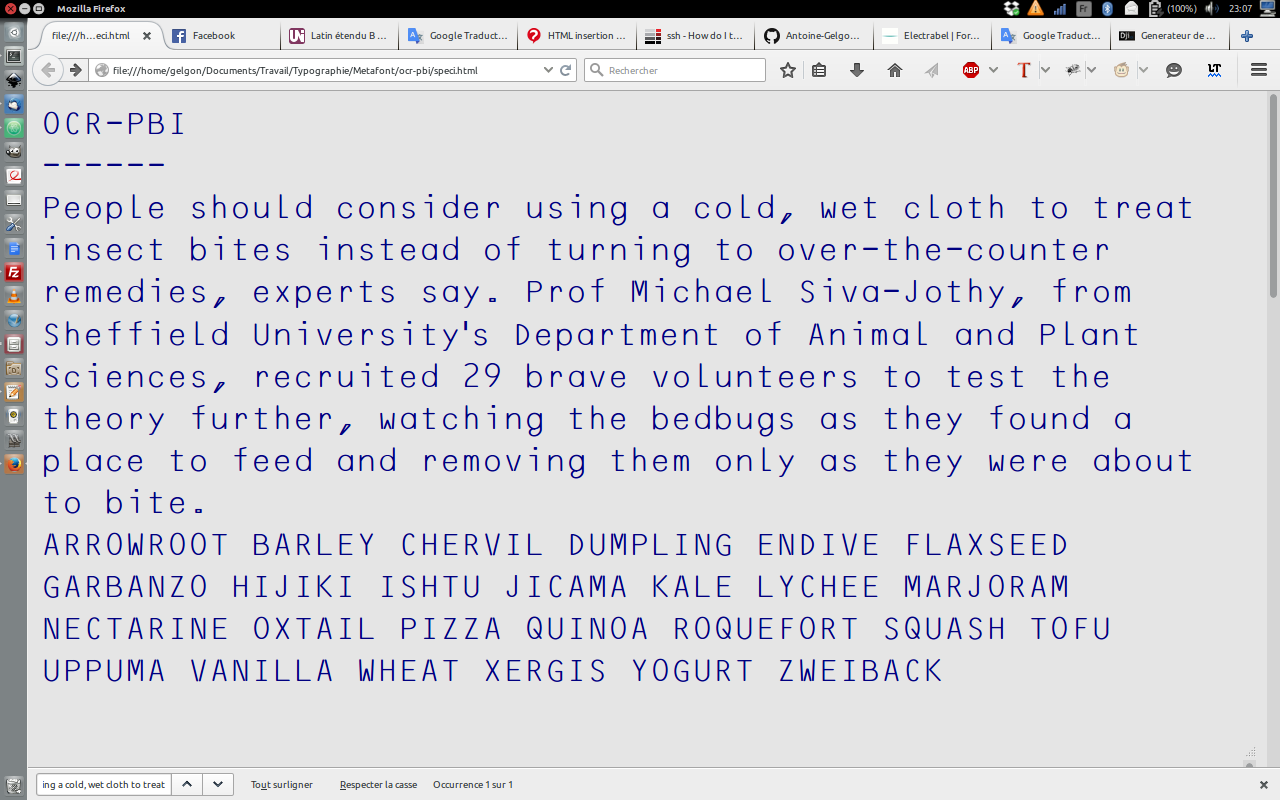 Mozilla Firefox
Fr
(100%)
23:07
file:///h...eci.html
Facebook
Latin étendu B ...
Google Traduct...
HTML insertion ...
ssh - How do I t...
Antoine-Gelgo...
Electrabel | For...
Google Traduct...
Generateur de ...
file:///home/gelgon/Documents/Travail/Typographie/Metafont/ocr-pbi/speci.html
Rechercher
ABP
T
LT
OCR-PBI
------
People should consider using a cold, wet cloth to treat
insect bites instead of turning to over-the-counter
remedies, experts say. Prof Michael Siva-Jothy, from
Sheffield University's Department of Animal and Plant
Sciences, recruited 29 brave volunteers to test the
theory further, watching the bedbugs as they found a
place to feed and removing them only as they were about
to bite.
ARROWROOT BARLEY CHERVIL DUMPLING ENDIVE FLAXSEED
GARBANZO HIJIKI ISHTU JICAMA KALE LYCHEE MARJORAM
NECTARINE OXTAIL PIZZA QUINOA ROQUEFORT SQUASH TOFU
UPPUMA VANILLA WHEAT XERGIS YOGURT ZWEIBACK
ing a cold, wet cloth to treat
Tout surligner
Respecter la casse
Occurrence 1 sur 1